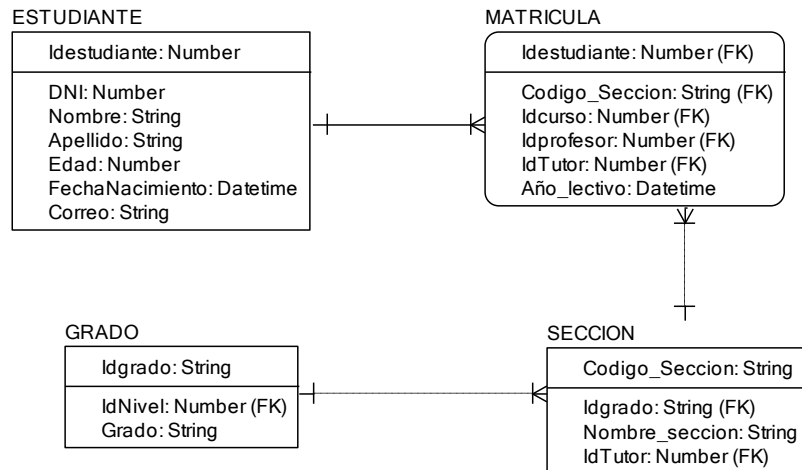 ESTUDIANTE
Idestudiante: Number
DNI: Number
Nombre: String
Apellido: String
Edad: Number
FechaNacimiento: Datetime
Correo: String
MATRICULA
Idestudiante: Number (FK)
Codigo_Seccion: String (FK)
Idcurso: Number (FK)
Idprofesor: Number (FK)
IdTutor: Number (FK)
Año_lectivo: Datetime
GRADO
Idgrado: String
IdNivel: Number (FK)
Grado: String
SECCION
Codigo_Seccion: String
Idgrado: String (FK)
Nombre_seccion: String
IdTutor: Number (FK)